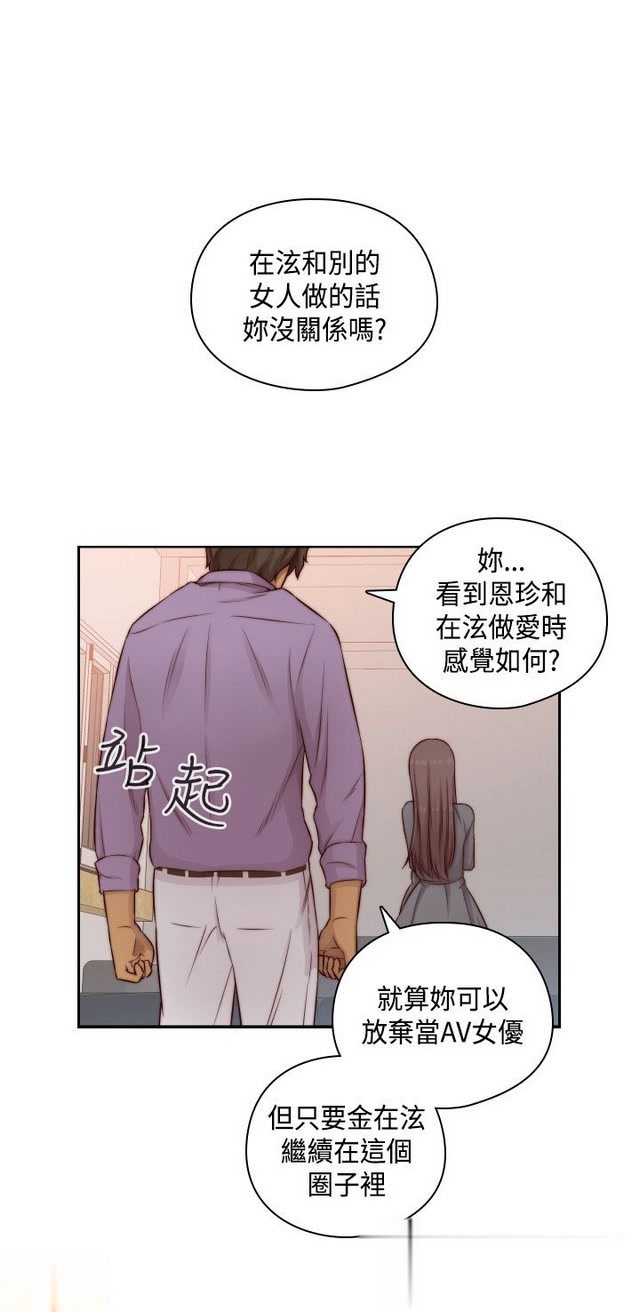 在泫和別的
女人做的話
妳沒關係嗎?
妳...
看到恩珍和
在泫做愛時
感覺如何?
站起
就算妳可以
放棄當AV女優
但只要金在泫
繼續在這個
圈子裡